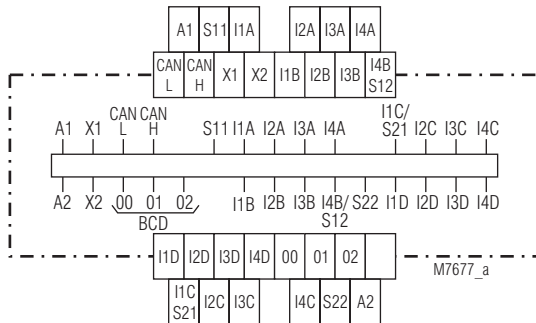 A1 S11 I1A I2A I3A I4A
CAN L CAN H X1 X2 I1B I2B I3B I4B S12
A1 X1 CAN L CAN H S11 I1A I2A I3A I4A I1C/ S21 I2C I3C I4C
A2 X2 00 01 02 I1B I2B I3B I4B/ S12 S22 I1D I2D I3D I4D
BCD
I1D I2D I3D I4D 00 01 02
M7677_a
I1C S21 I2C I3C I4C S22 A2